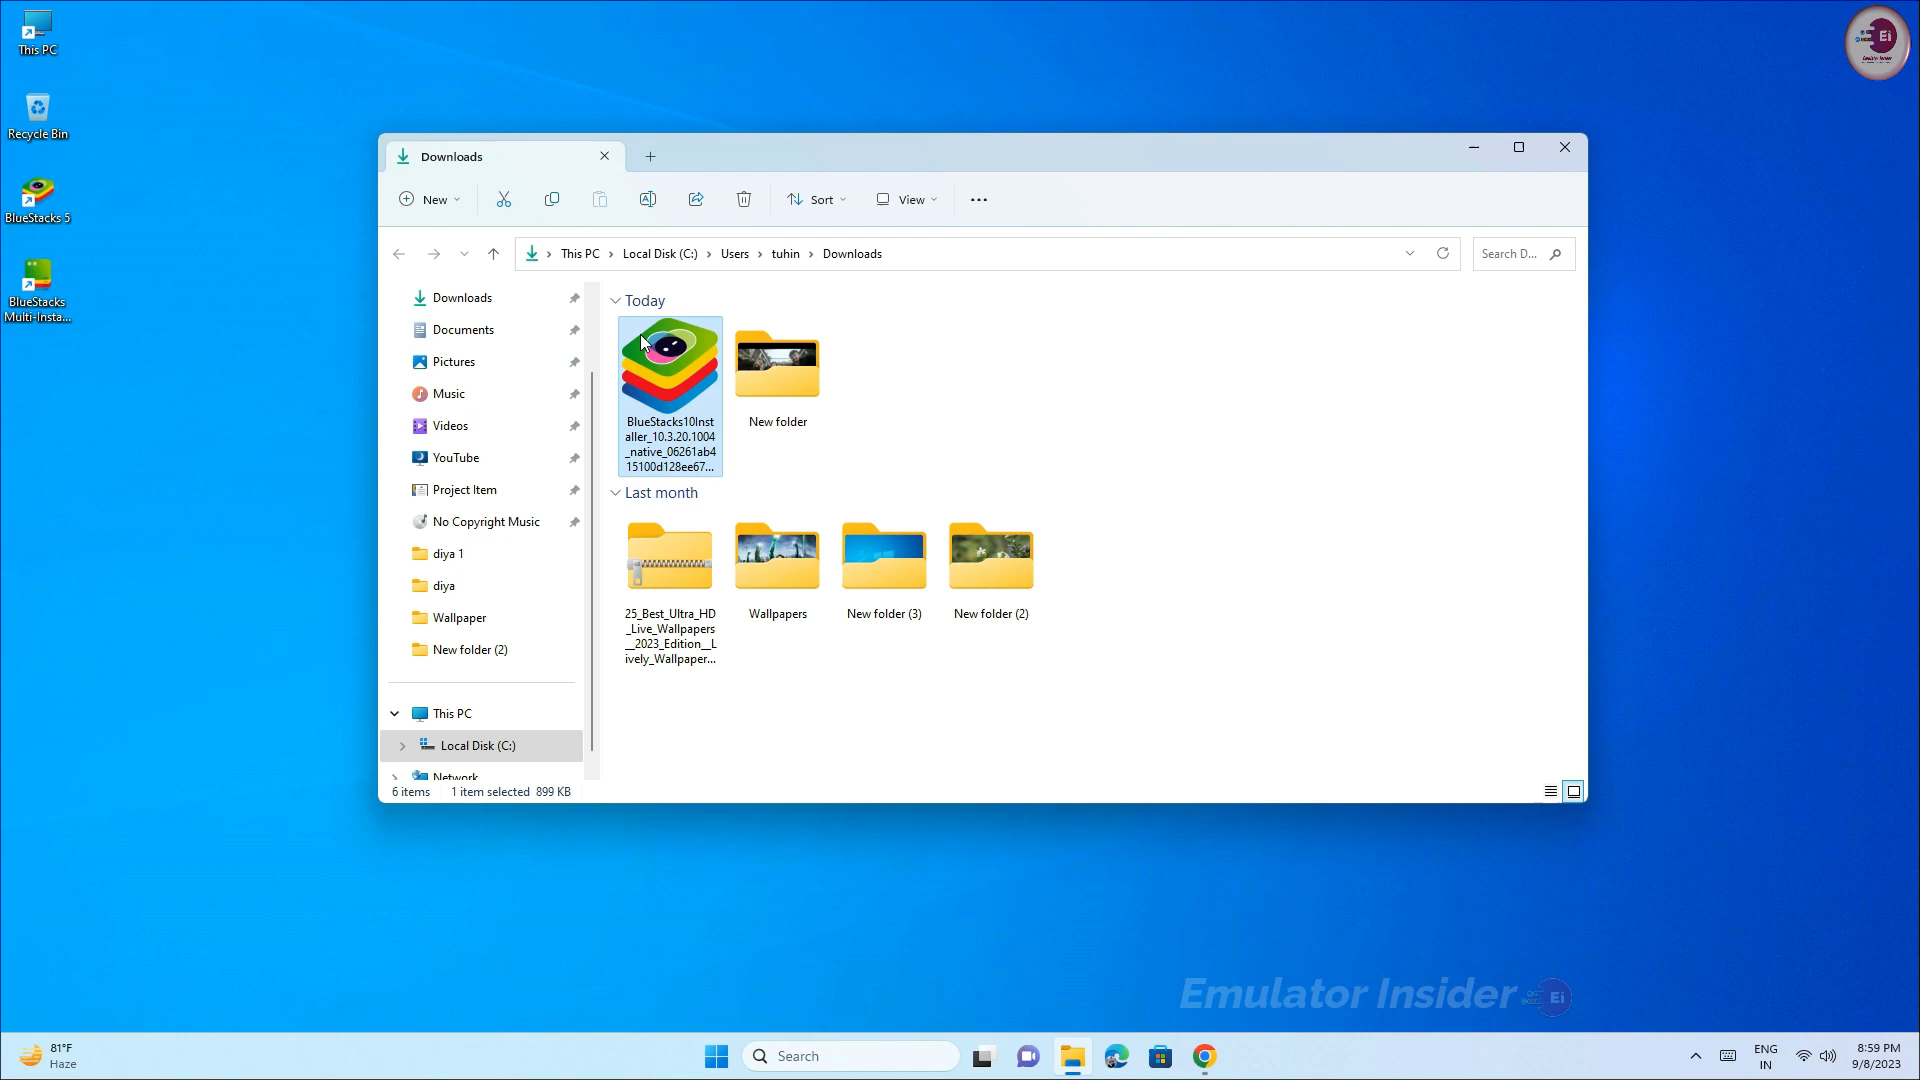 This PC
Recycle Bin
BlueStacks 5
BlueStacks
Multi-Insta...
Ei
Downloads
New
Sort
View
This PC
Local Disk (C:)
Users
tuhin
Downloads
Search D...
Downloads
Documents
Pictures
Music
Videos
YouTube
Project Item
No Copyright Music
diya 1
diya
Wallpaper
New folder (2)
This PC
Local Disk (C:)
Network
Today
BlueStacks10Inst
aller_10.3.20.1004
_native_06261ab4
15100d128ee67...
New folder
Last month
25_Best_Ultra_HD
_Live_Wallpapers
__2023_Edition__L
ively_Wallpaper...
Wallpapers
New folder (3)
New folder (2)
6 items
1 item selected 899 KB
Emulator Insider
Ei
81°F
Haze
Search
ENG
IN
8:59 PM
9/8/2023